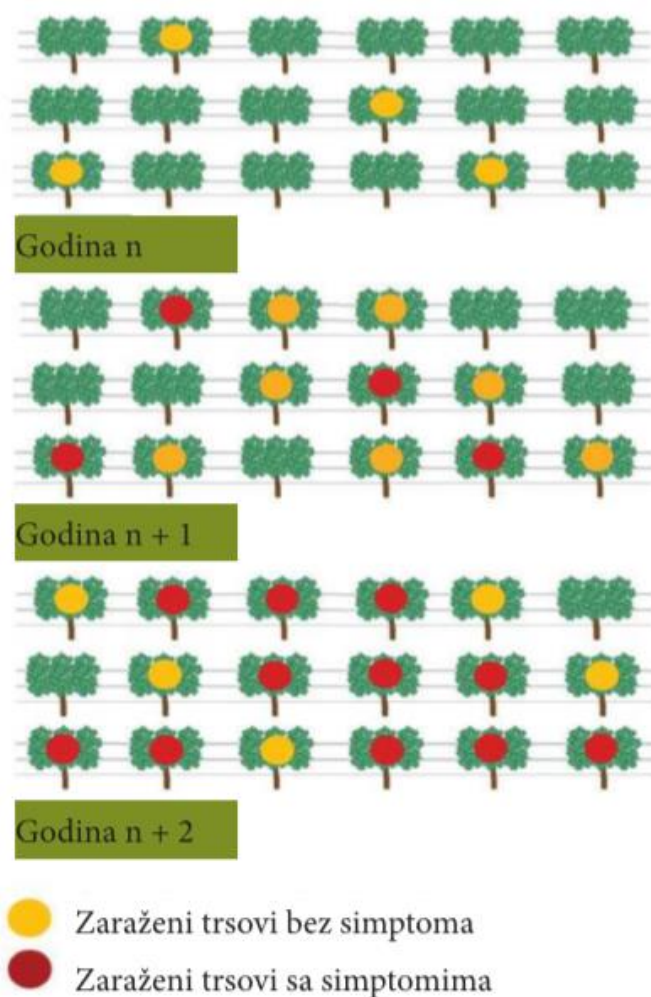 Godina n
Godina n + 1
Godina n + 2
Zaraženi trsovi bez simptoma
Zaraženi trsovi sa simptomima